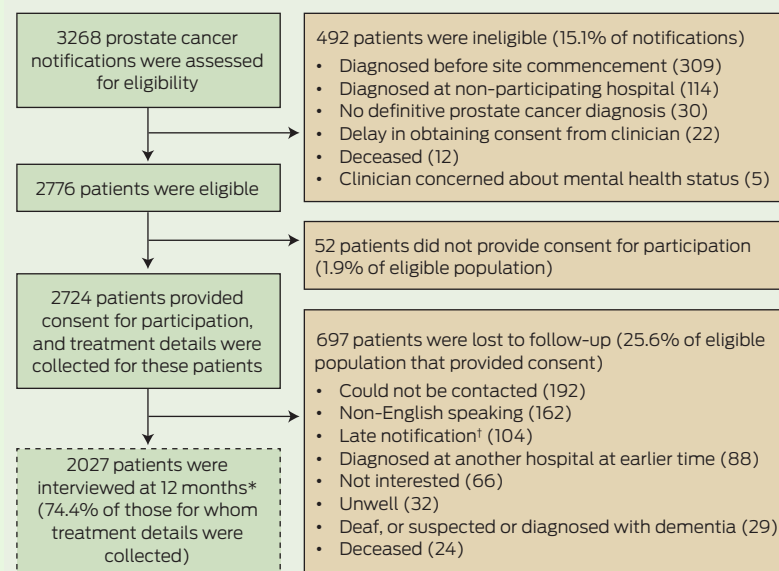 3268 prostate cancer
notifications were assessed
for eligibility
492 patients were ineligible (15.1% of notifications)
• Diagnosed before site commencement (309)
• Diagnosed at non-participating hospital (114)
• No definitive prostate cancer diagnosis (30)
• Delay in obtaining consent from clinician (22)
• Deceased (12)
• Clinician concerned about mental health status (5)
2776 patients were eligible
52 patients did not provide consent for participation
(1.9% of eligible population)
2724 patients provided
consent for participation,
and treatment details were
collected for these patients
697 patients were lost to follow-up (25.6% of eligible
population that provided consent)
• Could not be contacted (192)
• Non-English speaking (162)
• Late notification† (104)
• Diagnosed at another hospital at earlier time (88)
• Not interested (66)
• Unwell (32)
• Deaf, or suspected or diagnosed with dementia (29)
• Deceased (24)
2027 patients were
interviewed at 12 months*
(74.4% of those for whom
treatment details were
collected)